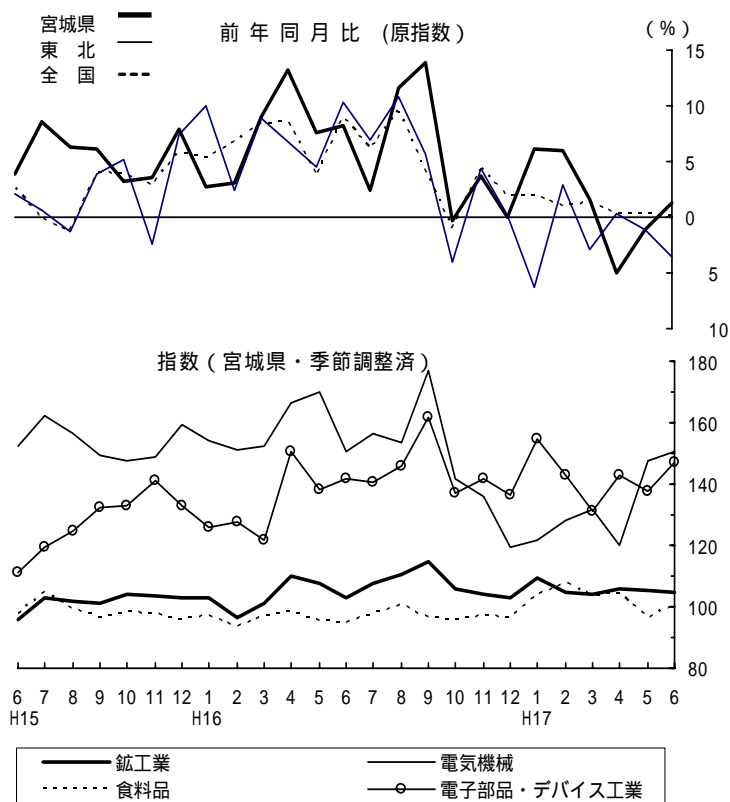 宮城県
東 北
全 国
前 年 同 月 比 (原指数)
(%)
15
10
5
0
5
10
指数(宮城県・季節調整済)
180
160
140
120
100
80
6 7 8 9 10 11 12 1 2 3 4 5 6 7 8 9 10 11 12 1 2 3 4 5 6
H15 H16 H17
鉱工業 電気機械
食料品 電子部品・デバイス工業